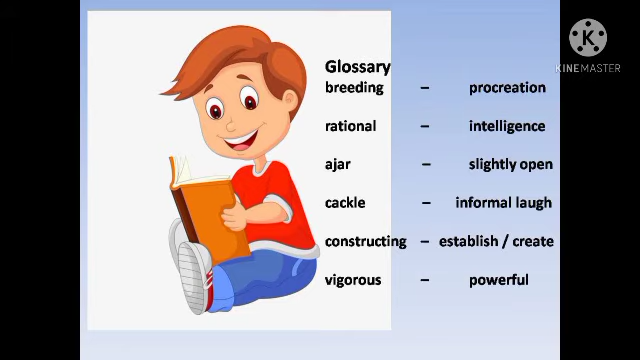 K
KINEMASTER
Glossary
breeding – procreation
rational – intelligence
ajar – slightly open
cackle – informal laugh
constructing – establish / create
vigorous – powerful